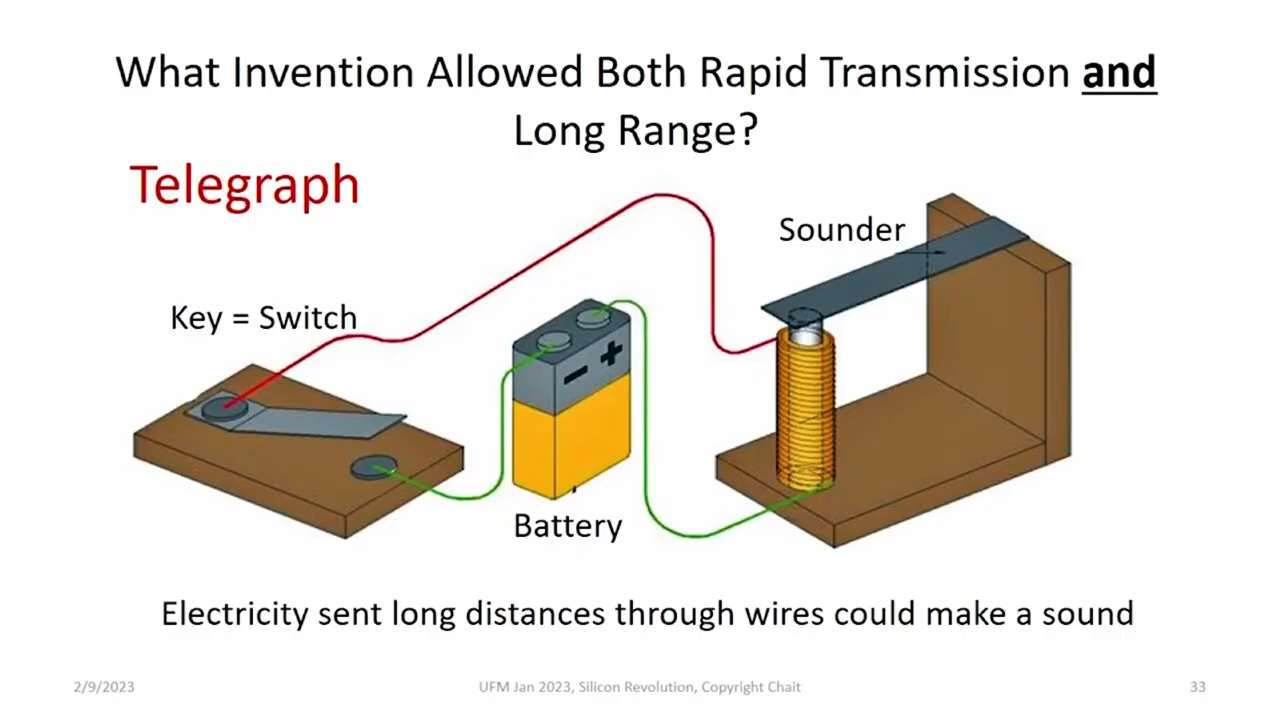 What Invention Allowed Both Rapid Transmission and
Long Range?
Telegraph
Sounder
Key = Switch
− +
Battery
Electricity sent long distances through wires could make a sound
2/9/2023
UFM Jan 2023, Silicon Revolution, Copyright Chait
33